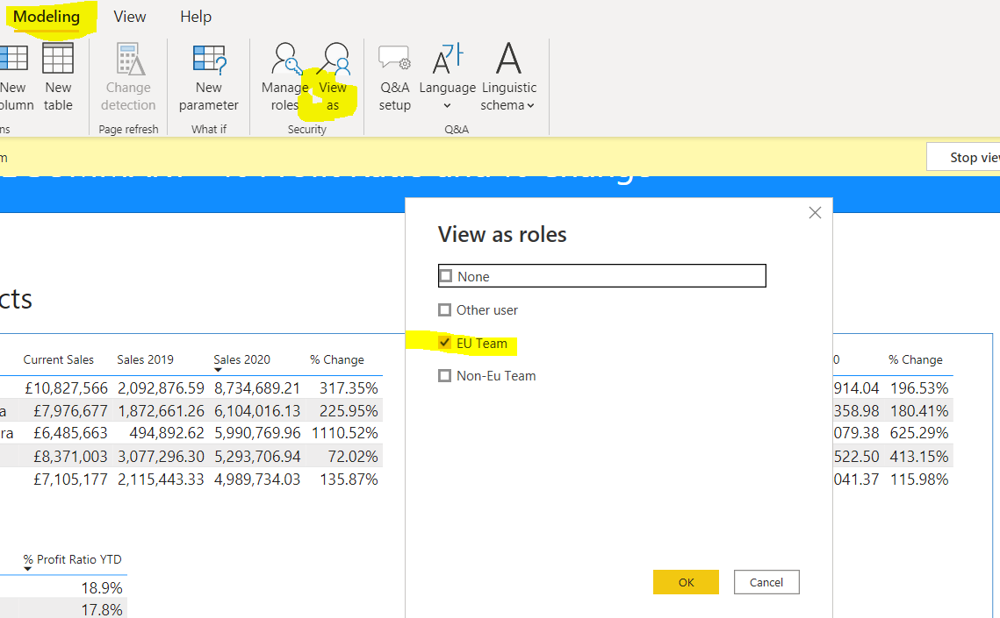 Modeling View Help
New New Change New Manage View Q&A Language Linguistic
olumn table detection parameter roles as setup schema
ns Page refresh What if Security Q&A
m Stop vie
View as roles
None
cts
Other user
EU Team
Current Sales Sales 2019 Sales 2020 % Change 0 % Change
Non-Eu Team
£10,827,566 2,092,876.59 8,734,689.21 317.35% 914.04 196.53%
a £7,976,677 1,872,661.26 6,104,016.13 225.95% 358.98 180.41%
ra £6,485,663 494,892.62 5,990,769.96 1110.52% 079.38 625.29%
£8,371,003 3,077,296.30 5,293,706.94 72.02% 522.50 413.15%
£7,105,177 2,115,443.33 4,989,734.03 135.87% 041.37 115.98%
% Profit Ratio YTD
OK Cancel
18.9%
17.8%